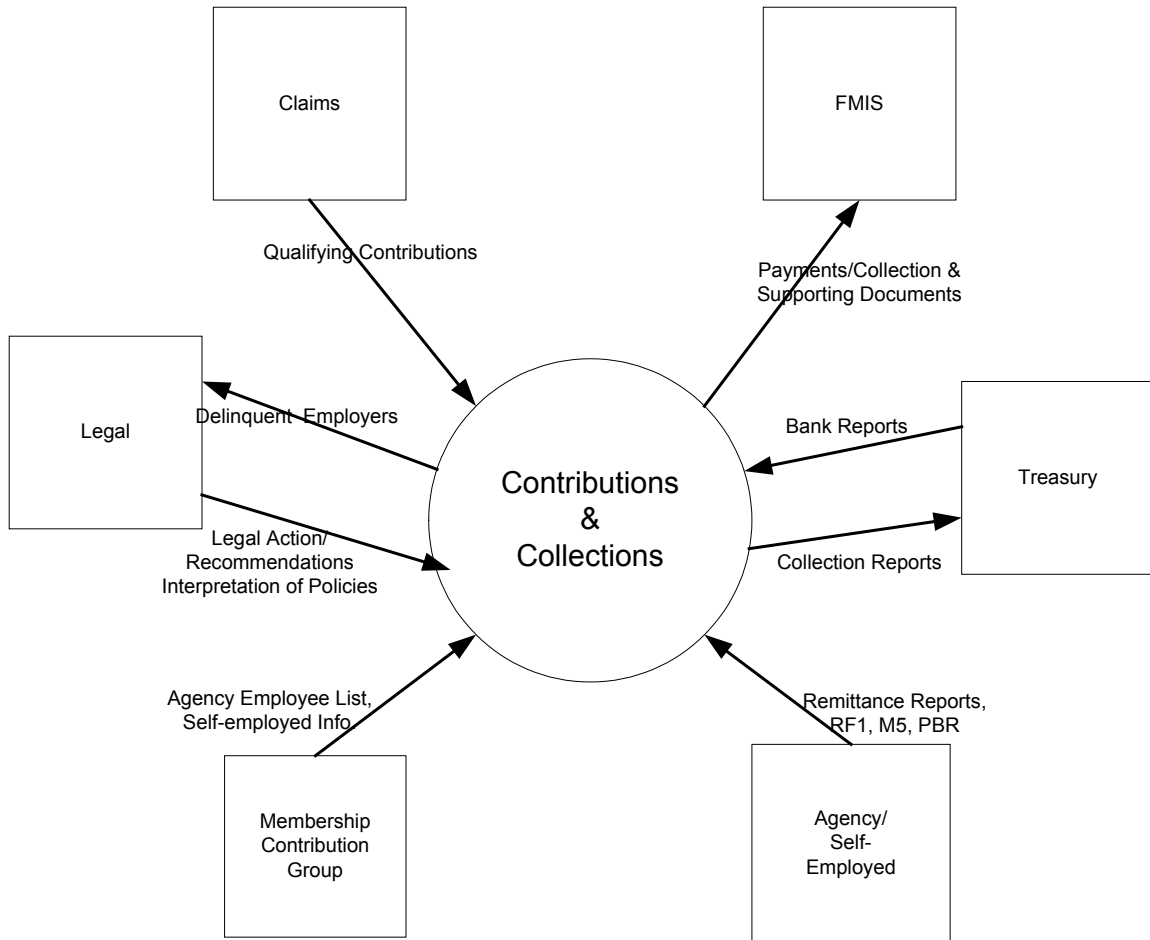 Claims
FMIS
Qualifying Contributions
Payments/Collection &
Supporting Documents
Legal
Delinquent Employers
Bank Reports
Treasury
Contributions
&
Collections
Legal Action/
Recommendations
Interpretation of Policies
Collection Reports
Agency Employee List,
Self-employed Info.
Remittance Reports,
RF1, M5, PBR
Membership
Contribution
Group
Agency/
Self-
Employed